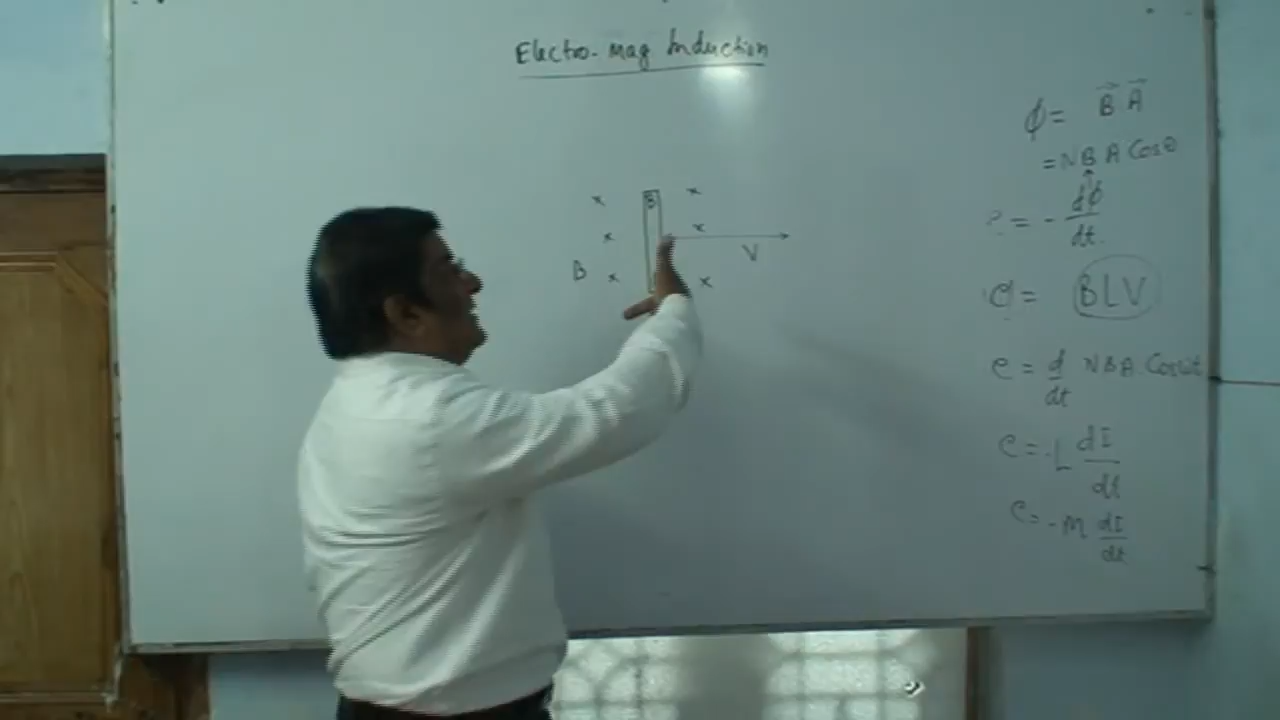 Electro-mag Induction
x B x
x x
V
B x x
ϕ = B⃗ A⃗
= NBA Cosθ
e = - dϕ/dt
e = BLV
e = d/dt NBA Cosωt
e = -L dI/dt
e = -M dI/dt